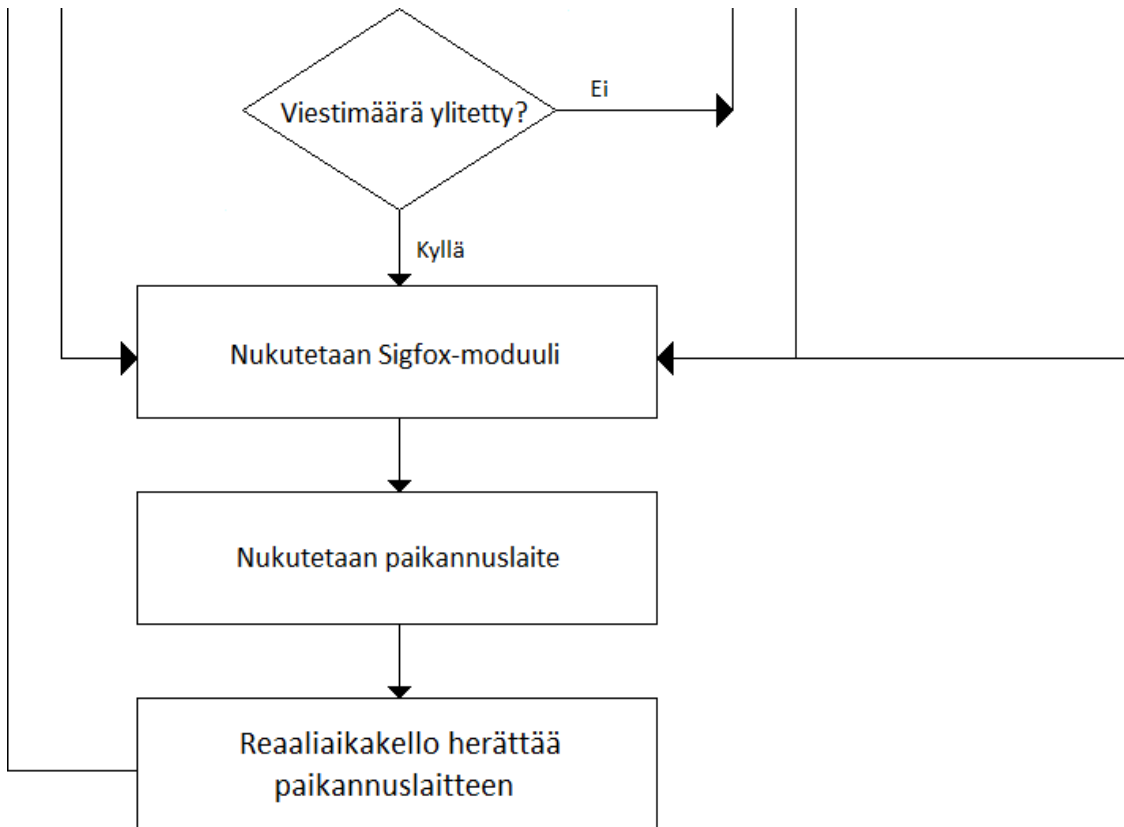 Ei
Viestimäärä ylitetty?
Kyllä
Nukutetaan Sigfox-moduuli
Nukutetaan paikannuslaite
Reaaliaikakello herättää
paikannuslaitteen